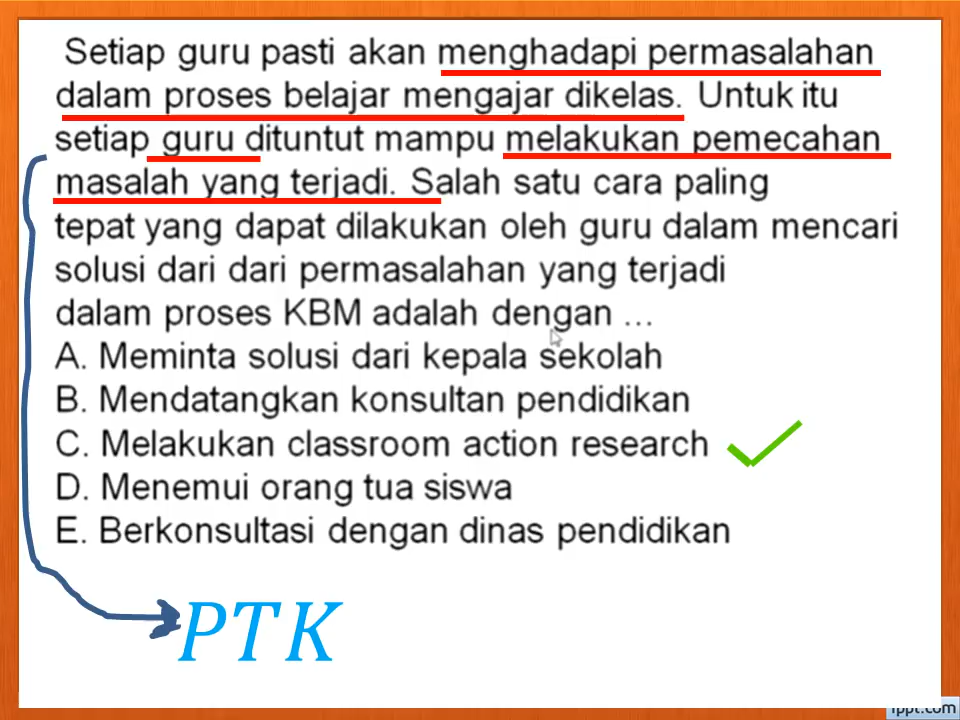 Setiap guru pasti akan menghadapi permasalahan
dalam proses belajar mengajar dikelas. Untuk itu
setiap guru dituntut mampu melakukan pemecahan
masalah yang terjadi. Salah satu cara paling
tepat yang dapat dilakukan oleh guru dalam mencari
solusi dari dari permasalahan yang terjadi
dalam proses KBM adalah dengan ...
A. Meminta solusi dari kepala sekolah
B. Mendatangkan konsultan pendidikan
C. Melakukan classroom action research
D. Menemui orang tua siswa
E. Berkonsultasi dengan dinas pendidikan
PTK
fppt.com